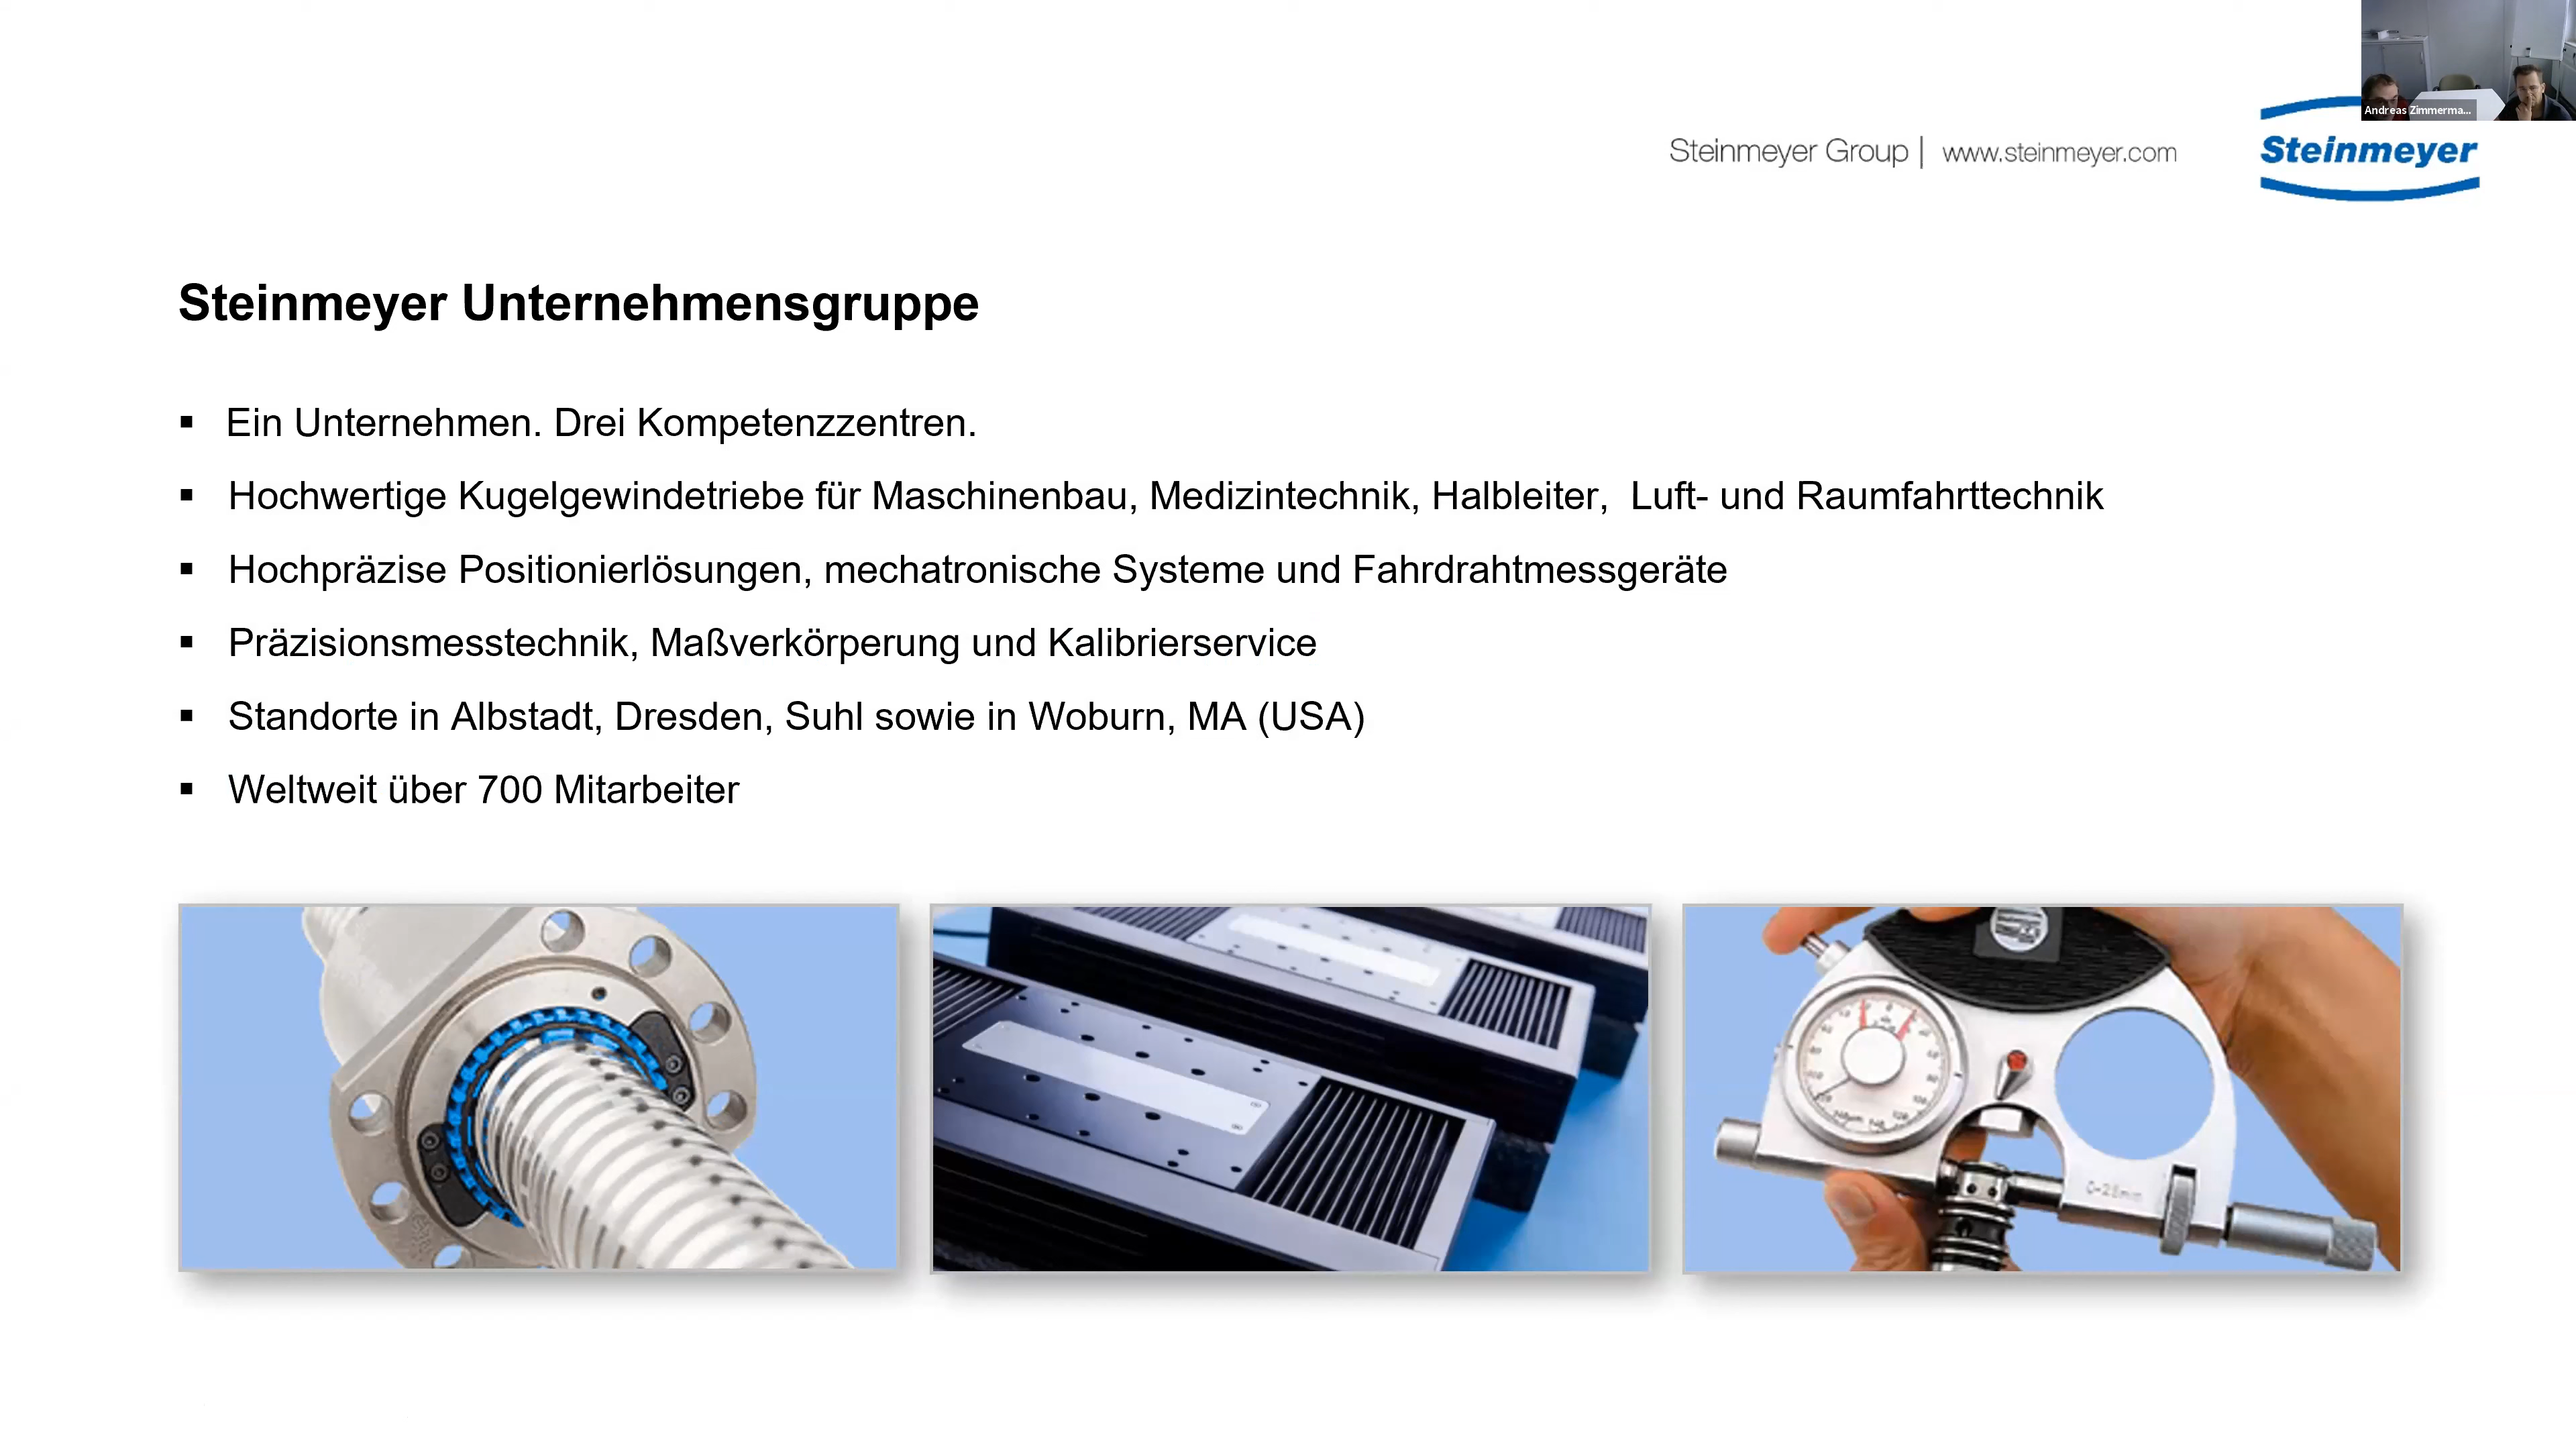 Andreas Zimmerma...
Steinmeyer Group | www.steinmeyer.com
Steinmeyer
Steinmeyer Unternehmensgruppe
▪ Ein Unternehmen. Drei Kompetenzzentren.
▪ Hochwertige Kugelgewindetriebe für Maschinenbau, Medizintechnik, Halbleiter, Luft- und Raumfahrttechnik
▪ Hochpräzise Positionierlösungen, mechatronische Systeme und Fahrdrahtmessgeräte
▪ Präzisionsmesstechnik, Maßverkörperung und Kalibrierservice
▪ Standorte in Albstadt, Dresden, Suhl sowie in Woburn, MA (USA)
▪ Weltweit über 700 Mitarbeiter
0-25mm